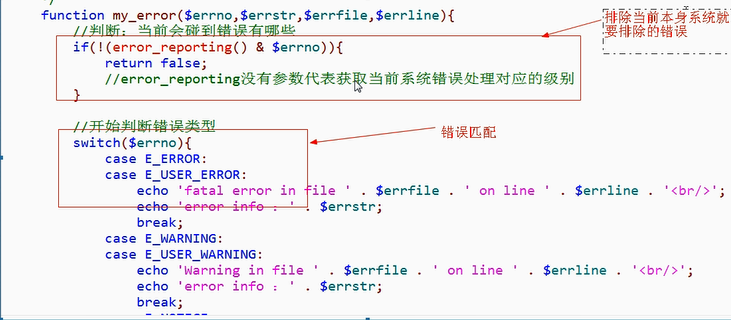 */
function my_error($errno,$errstr,$errfile,$errline){
//判断：当前会碰到错误有哪些
if(!(error_reporting() & $errno)){
return false;
//error_reporting没有参数代表获取当前系统错误处理对应的级别
}
排除当前本身系统就
要排除的错误
//开始判断错误类型
switch($errno){
错误匹配
case E_ERROR:
case E_USER_ERROR:
echo 'fatal error in file ' . $errfile . ' on line ' . $errline . '<br/>';
echo 'error info : ' . $errstr;
break;
case E_WARNING:
case E_USER_WARNING:
echo 'Warning in file ' . $errfile . ' on line ' . $errline . '<br/>';
echo 'error info : ' . $errstr;
break;